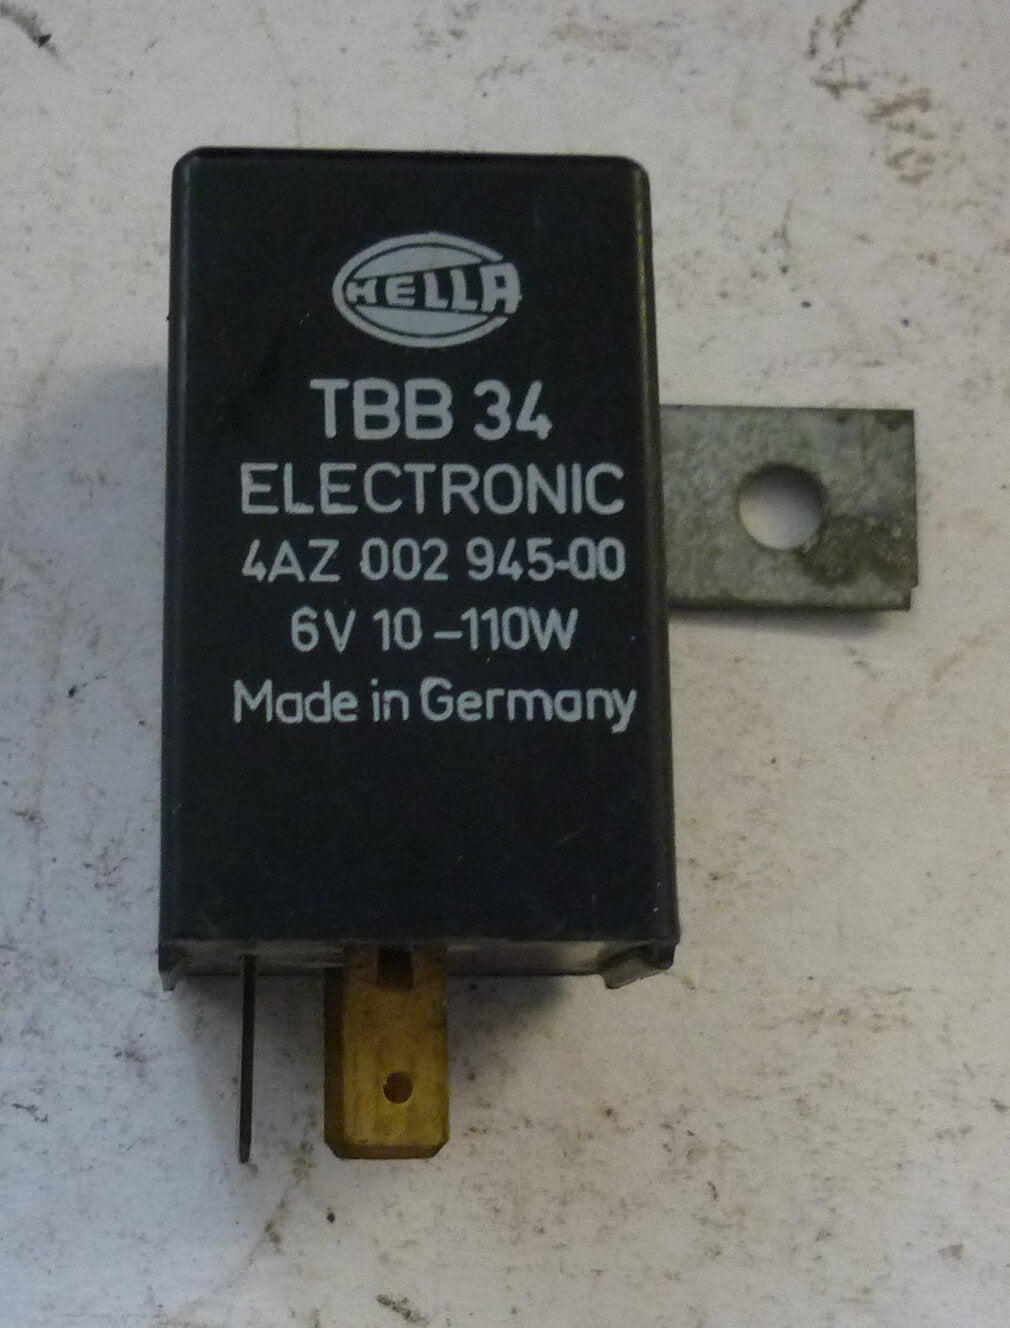 HELLA
TBB 34
ELECTRONIC
4AZ 002 945-00
6V 10-110W
Made in Germany